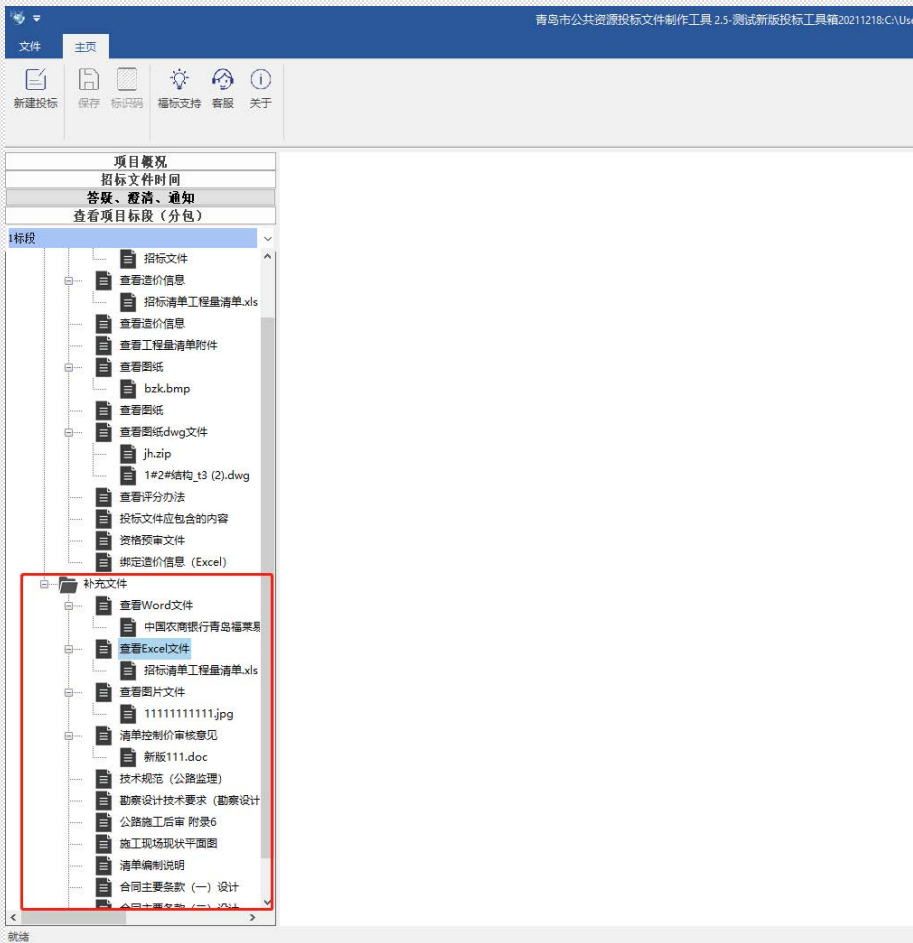 青岛市公共资源投标文件制作工具 2.5-测试新版投标工具箱20211218:C:\Use
文件 主页
新建投标 保存 标识码 福标支持 客服 关于
项目概况
招标文件时间
答疑、澄清、通知
查看项目标段（分包）
1标段
招标文件
查看造价信息
招标清单工程量清单.xls
查看造价信息
查看工程量清单附件
查看图纸
bzk.bmp
查看图纸
查看图纸dwg文件
jh.zip
1#2#结构_t3 (2).dwg
查看评分办法
投标文件应包含的内容
资格预审文件
绑定造价信息（Excel）
补充文件
查看Word文件
中国农商银行青岛福莱易
查看Excel文件
招标清单工程量清单.xls
查看图片文件
11111111111.jpg
清单控制价审核意见
新版111.doc
技术规范（公路监理）
勘察设计技术要求（勘察设计
公路施工后审 附录6
施工现场现状平面图
清单编制说明
合同主要条款（一）设计
合同主要条款（二）设计
就绪